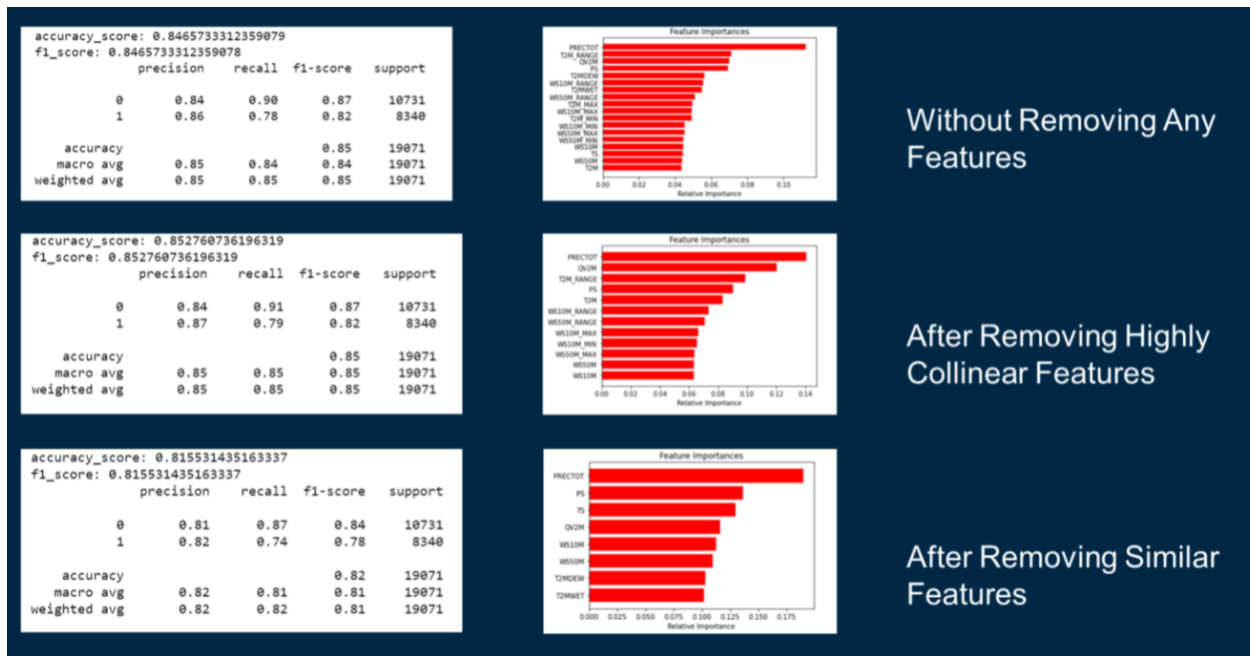 accuracy_score: 0.8465733312359079
f1_score: 0.8465733312359078
precision recall f1-score support
0 0.84 0.90 0.87 10731
1 0.86 0.78 0.82 8340
accuracy 0.85 19071
macro avg 0.85 0.84 0.84 19071
weighted avg 0.85 0.85 0.85 19071
Feature Importances
PRECTOT
T2M_RANGE
QV2M
PS
T2MDEW
WS10M_RANGE
T2MWET
WS50M_RANGE
T2M_MAX
WS10M_MAX
T2M_MIN
WS10M_MIN
WS50M_MAX
WS50M_MIN
WS10M
TS
WS50M
T2M
0.00 0.02 0.04 0.06 0.08 0.10
Relative Importance
Without Removing Any
Features
accuracy_score: 0.852760736196319
f1_score: 0.852760736196319
precision recall f1-score support
0 0.84 0.91 0.87 10731
1 0.87 0.79 0.82 8340
accuracy 0.85 19071
macro avg 0.85 0.85 0.85 19071
weighted avg 0.85 0.85 0.85 19071
Feature Importances
PRECTOT
QV2M
T2M_RANGE
PS
T2M
WS10M_RANGE
WS50M_RANGE
WS10M_MAX
WS10M_MIN
WS50M_MAX
WS50M
WS10M
0.00 0.02 0.04 0.06 0.08 0.10 0.12 0.14
Relative Importance
After Removing Highly
Collinear Features
accuracy_score: 0.815531435163337
f1_score: 0.815531435163337
precision recall f1-score support
0 0.81 0.87 0.84 10731
1 0.82 0.74 0.78 8340
accuracy 0.82 19071
macro avg 0.82 0.81 0.81 19071
weighted avg 0.82 0.82 0.81 19071
Feature Importances
PRECTOT
PS
TS
QV2M
WS10M
WS50M
T2MDEW
T2MWET
0.000 0.025 0.050 0.075 0.100 0.125 0.150 0.175
Relative Importance
After Removing Similar
Features